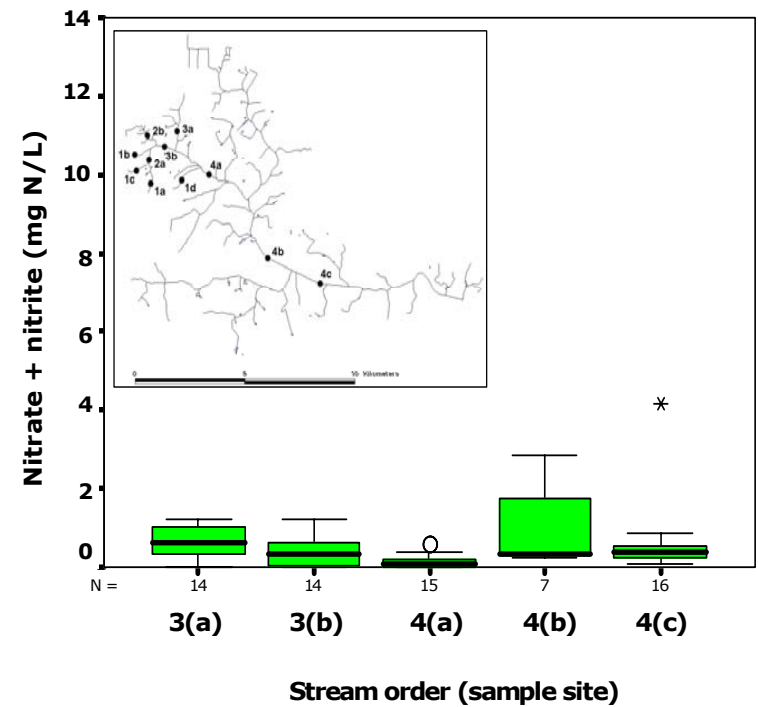 Nitrate + nitrite (mg N/L)
14
12
10
8
6
4
2
0
2b
3a
1b
3b
2a
4a
1c
1a
1d
4b
4c
0 5 10 Kilometers
N = 14 14 15 7 16
3(a) 3(b) 4(a) 4(b) 4(c)
Stream order (sample site)